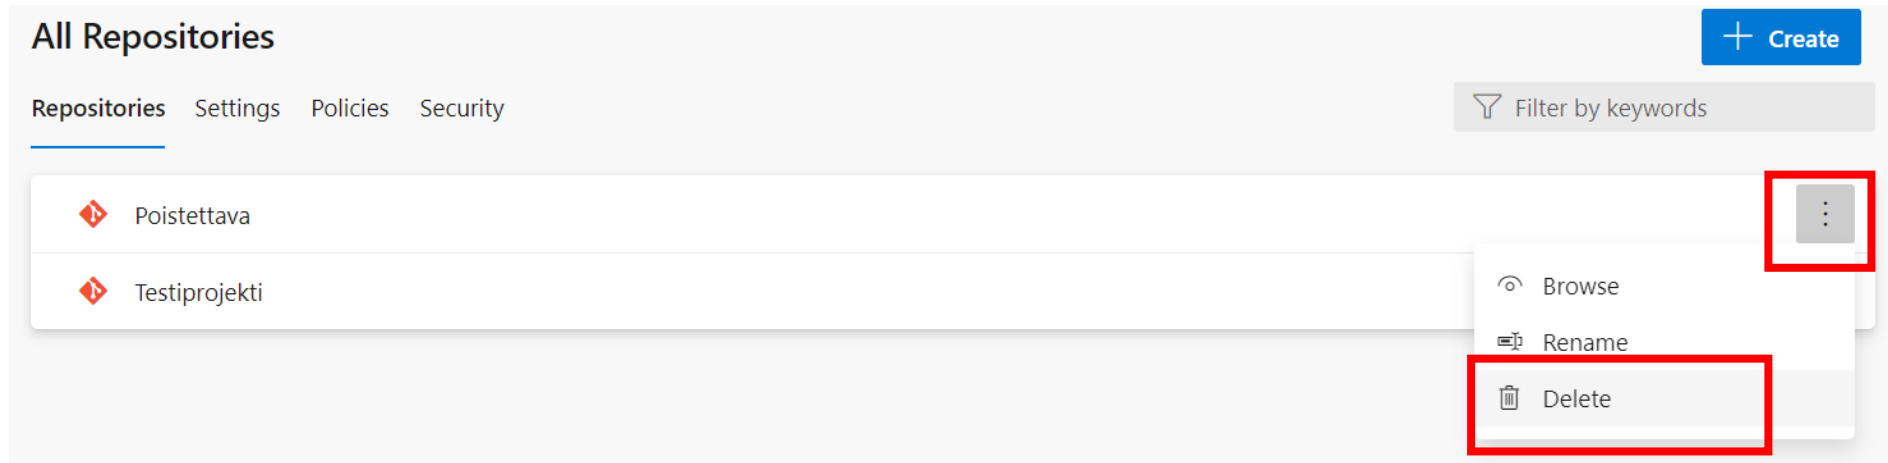 All Repositories
Create
Repositories Settings Policies Security
Filter by keywords
Poistettava
Testiprojekti
Browse
Rename
Delete